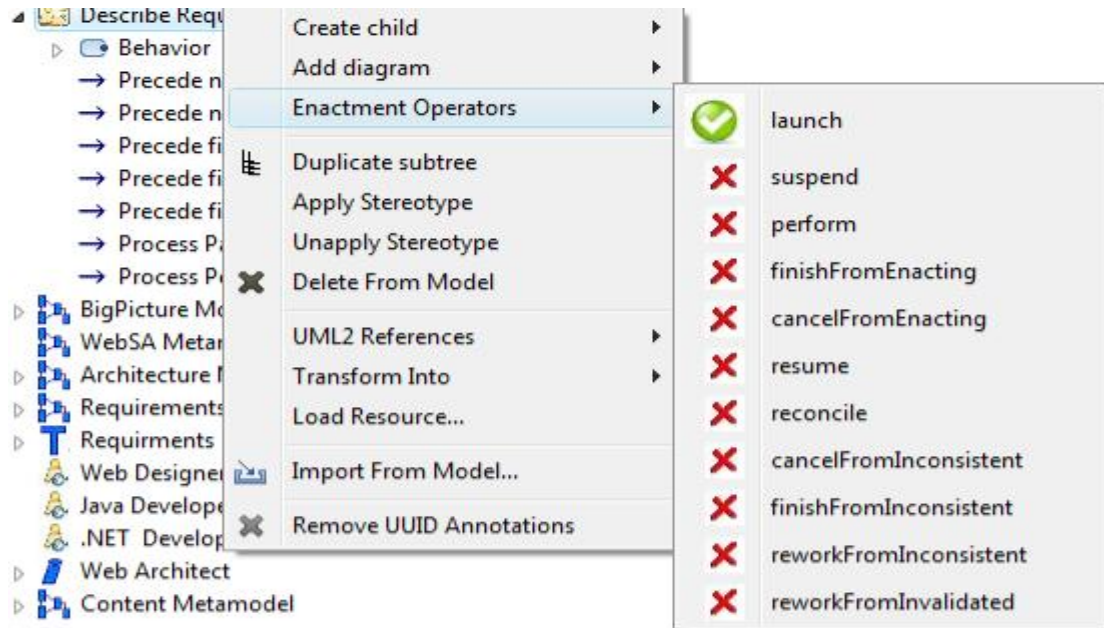 Describe Requ
Behavior
Precede n
Precede n
Precede fi
Precede fi
Precede fi
Process Pa
Process Pe
BigPicture Mo
WebSA Metar
Architecture
Requirements
Requirments
Web Designer
Java Develope
.NET Develop
Web Architect
Content Metamodel
Create child
Add diagram
Enactment Operators
Duplicate subtree
Apply Stereotype
Unapply Stereotype
Delete From Model
UML2 References
Transform Into
Load Resource...
Import From Model...
Remove UUID Annotations
launch
suspend
perform
finishFromEnacting
cancelFromEnacting
resume
reconcile
cancelFromInconsistent
finishFromInconsistent
reworkFromInconsistent
reworkFromInvalidated